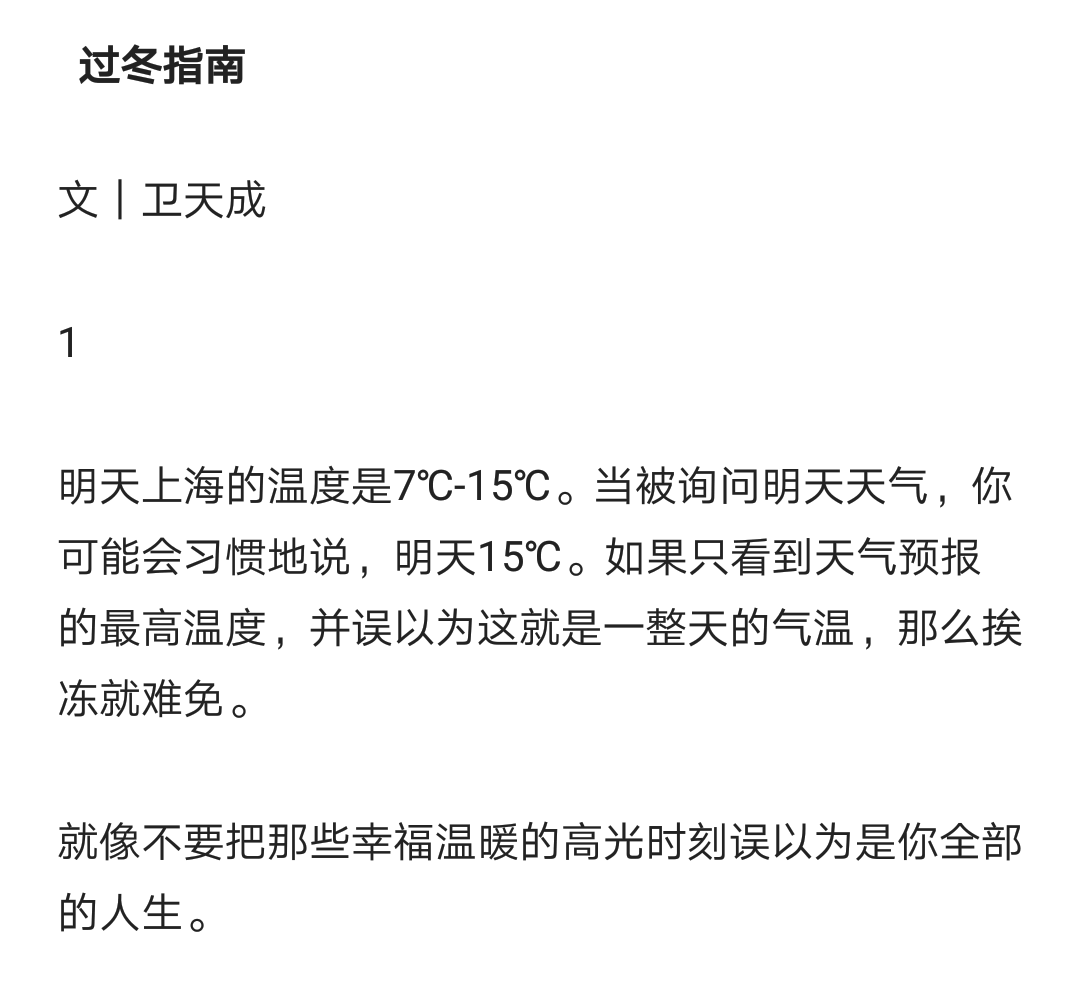 过冬指南
文｜卫天成
1
明天上海的温度是7℃-15℃。当被询问明天天气，你
可能会习惯地说，明天15℃。如果只看到天气预报
的最高温度，并误以为这就是一整天的气温，那么挨
冻就难免。
就像不要把那些幸福温暖的高光时刻误以为是你全部
的人生。